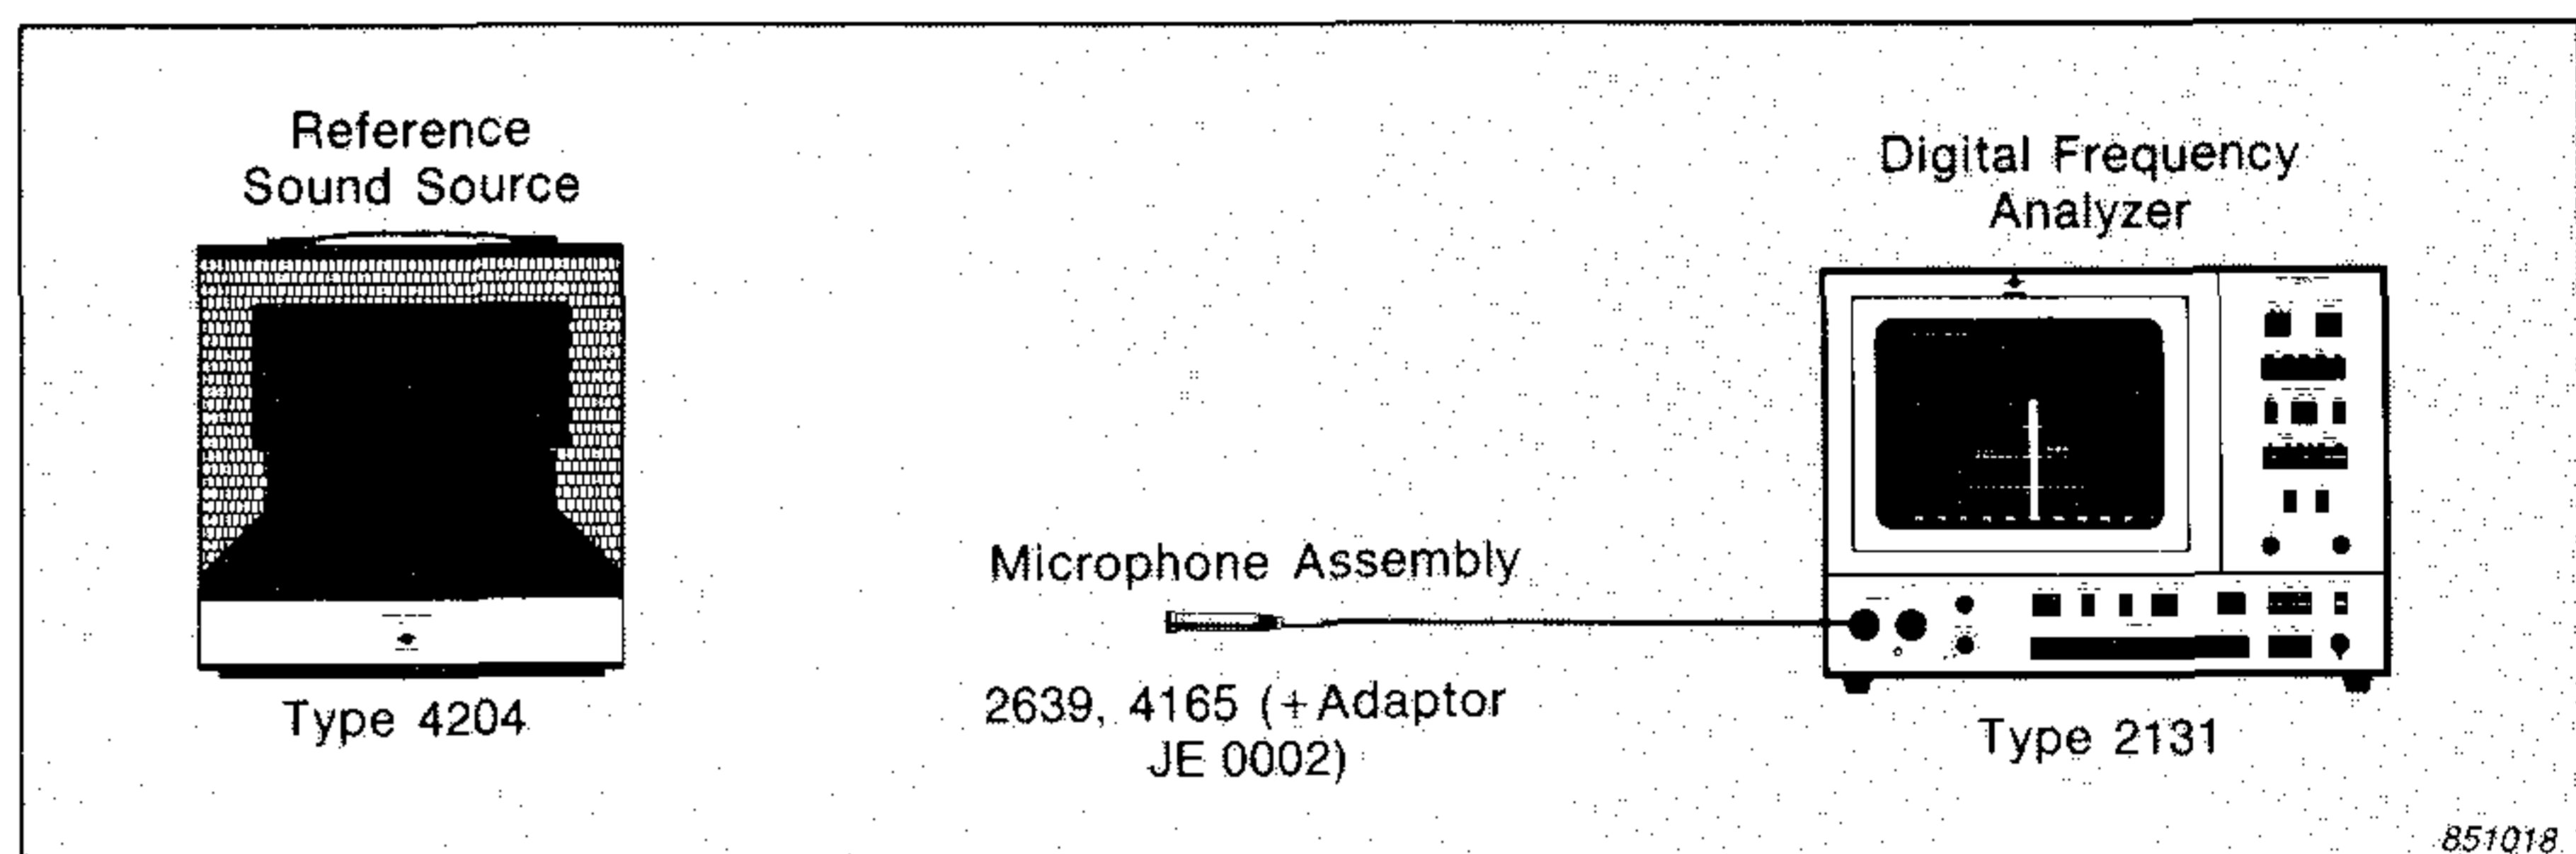 Reference
Sound Source
Type 4204
Microphone Assembly
2639, 4165 (+Adaptor
JE 0002)
Digital Frequency
Analyzer
Type 2131
851018